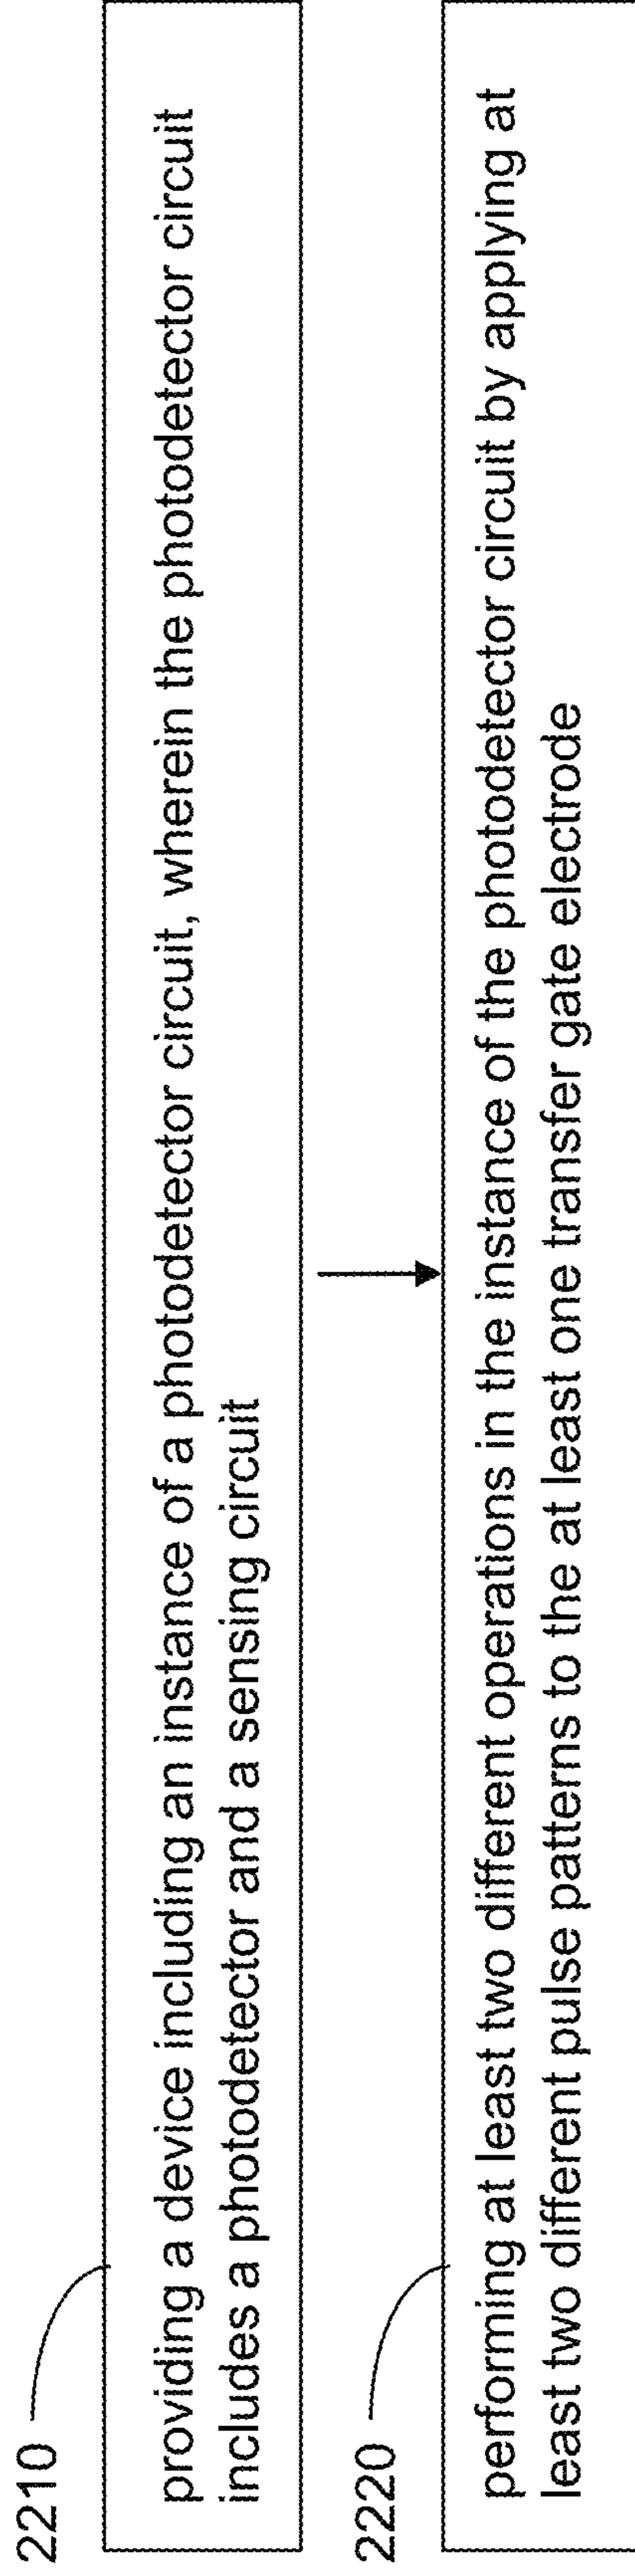 2210
providing a device including an instance of a photodetector circuit, wherein the photodetector circuit
includes a photodetector and a sensing circuit
2220
performing at least two different operations in the instance of the photodetector circuit by applying at
least two different pulse patterns to the at least one transfer gate electrode